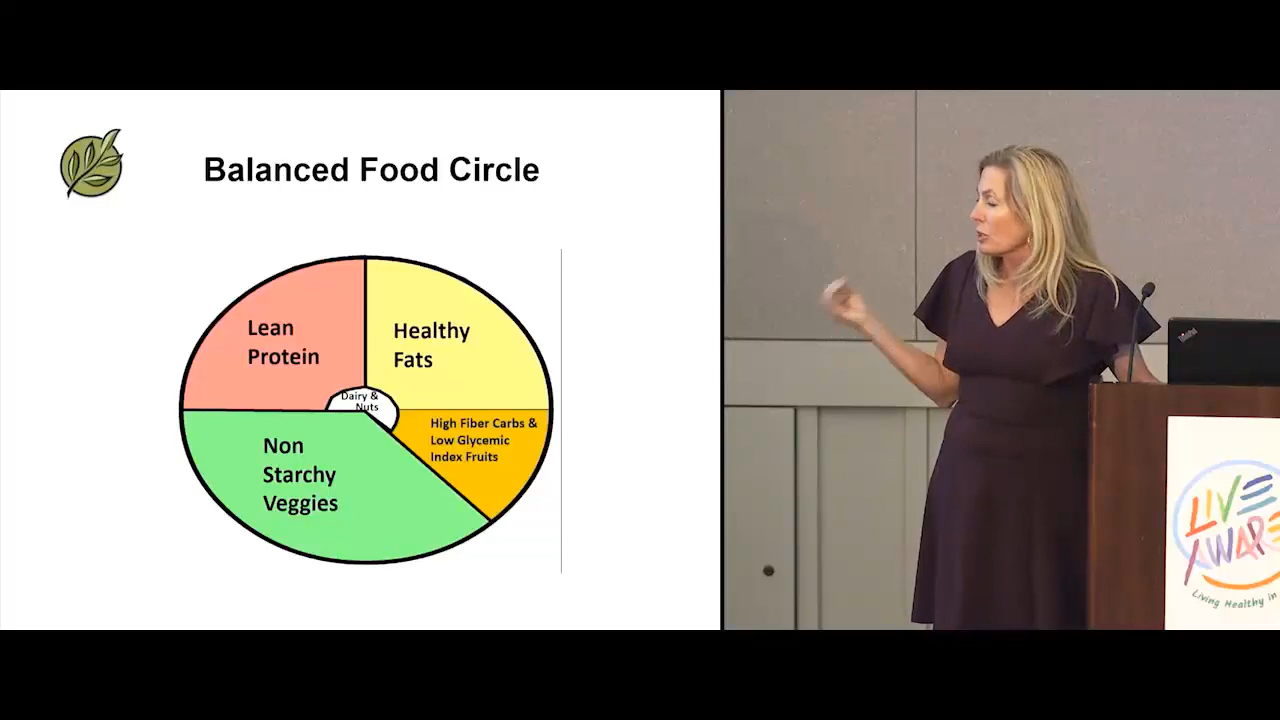 Balanced Food Circle
Lean
Protein
Healthy
Fats
Dairy &
Nuts
High Fiber Carbs &
Low Glycemic
Index Fruits
Non
Starchy
Veggies
ThinkPad
LIVE
AWARE
Living Healthy in